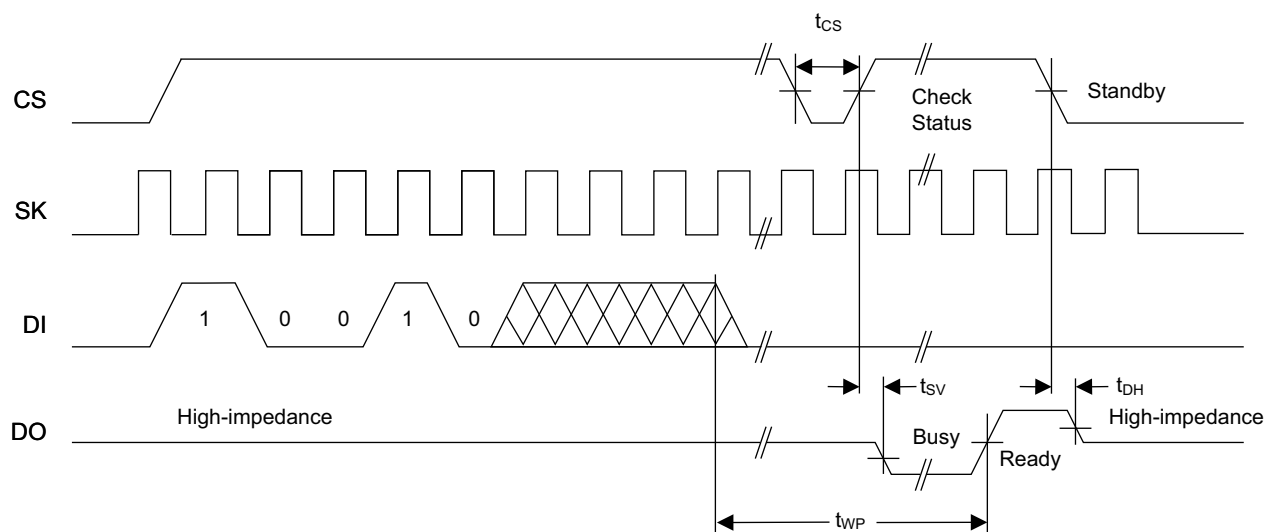 tCS
CS
Check
Status
Standby
SK
DI
1 0 0 1 0
tSV
tDH
DO
High-impedance
Busy
Ready
High-impedance
tWP